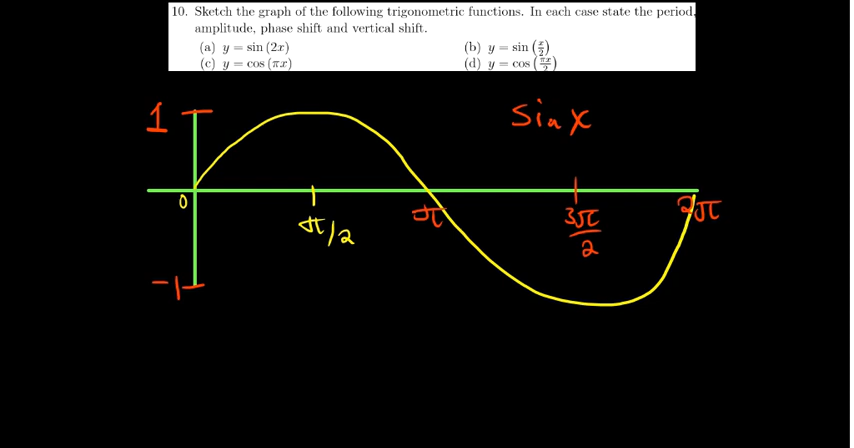 10. Sketch the graph of the following trigonometric functions. In each case state the period,
amplitude, phase shift and vertical shift.
(a) y = sin (2x) (b) y = sin (x/2)
(c) y = cos (πx) (d) y = cos (πx/2)
1
sin x
0
π/2
π
3π/2
2π
-1